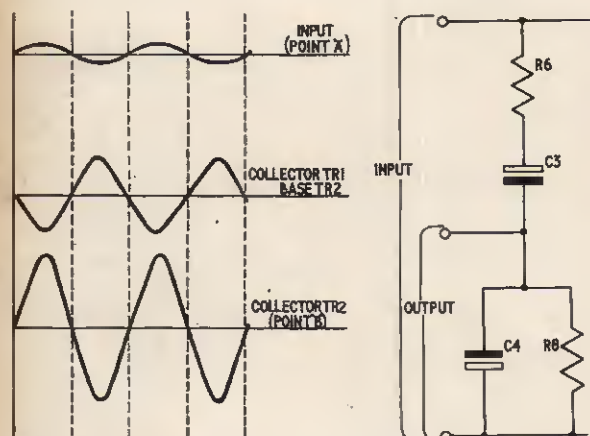 INPUT
(POINT A)
COLLECTOR TR1
BASE TR2
COLLECTOR TR2
(POINT B)
R6
C3
INPUT
OUTPUT
C4
R8